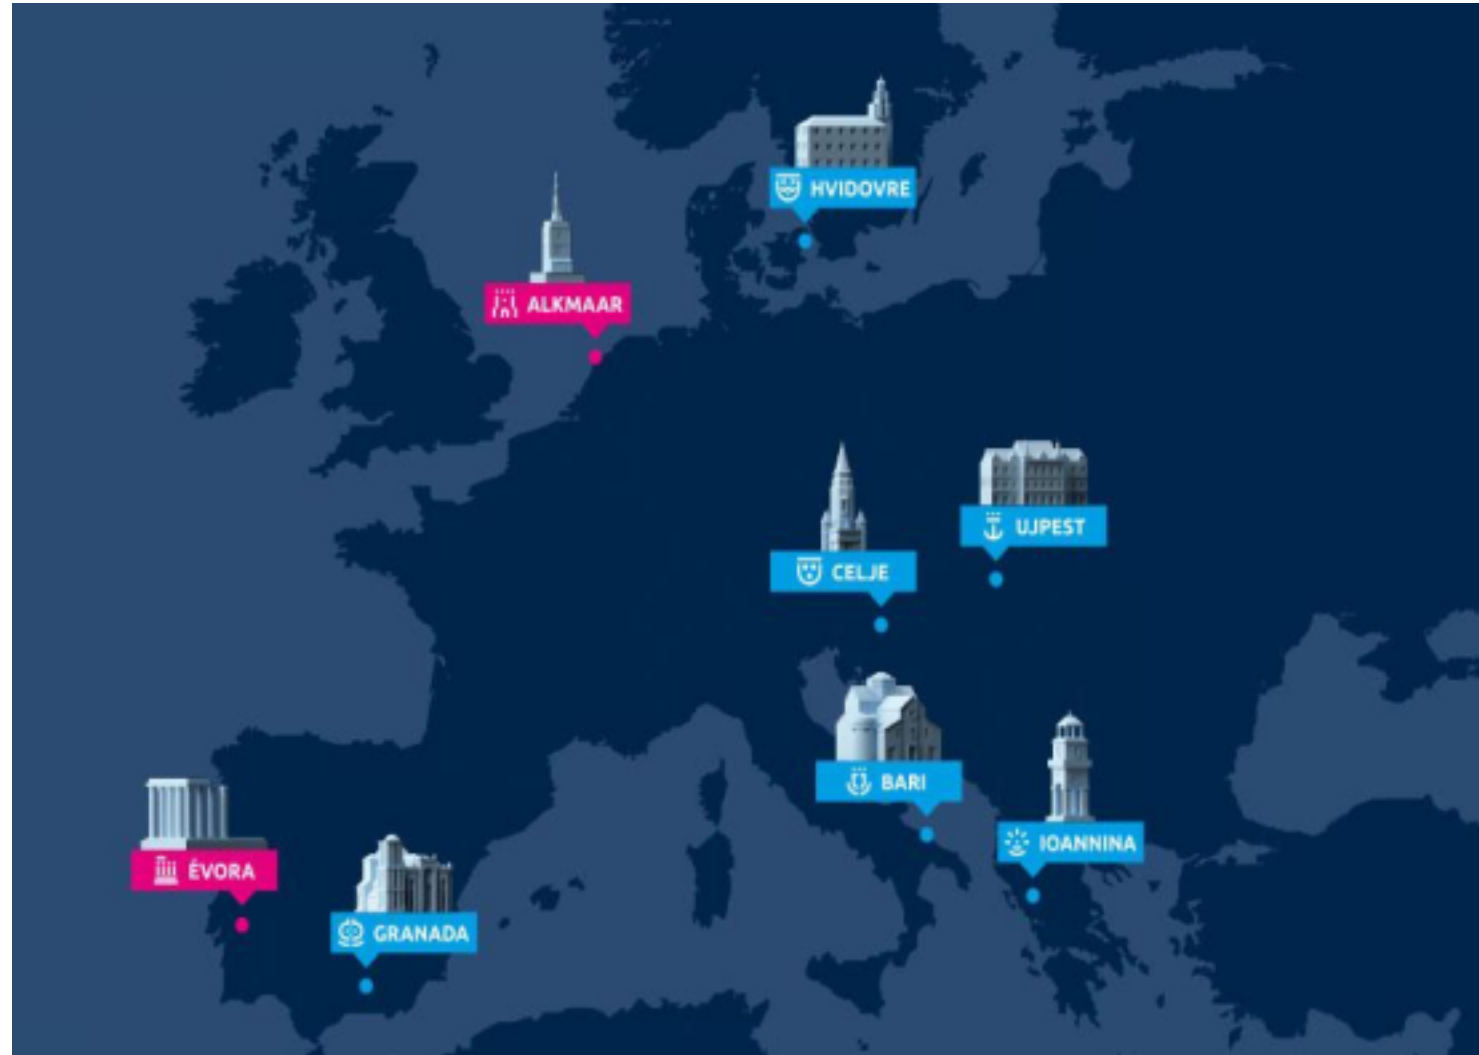 HVIDOVRE
ALKMAAR
UJPEST
CELJE
BARI
IOANNINA
ÉVORA
GRANADA